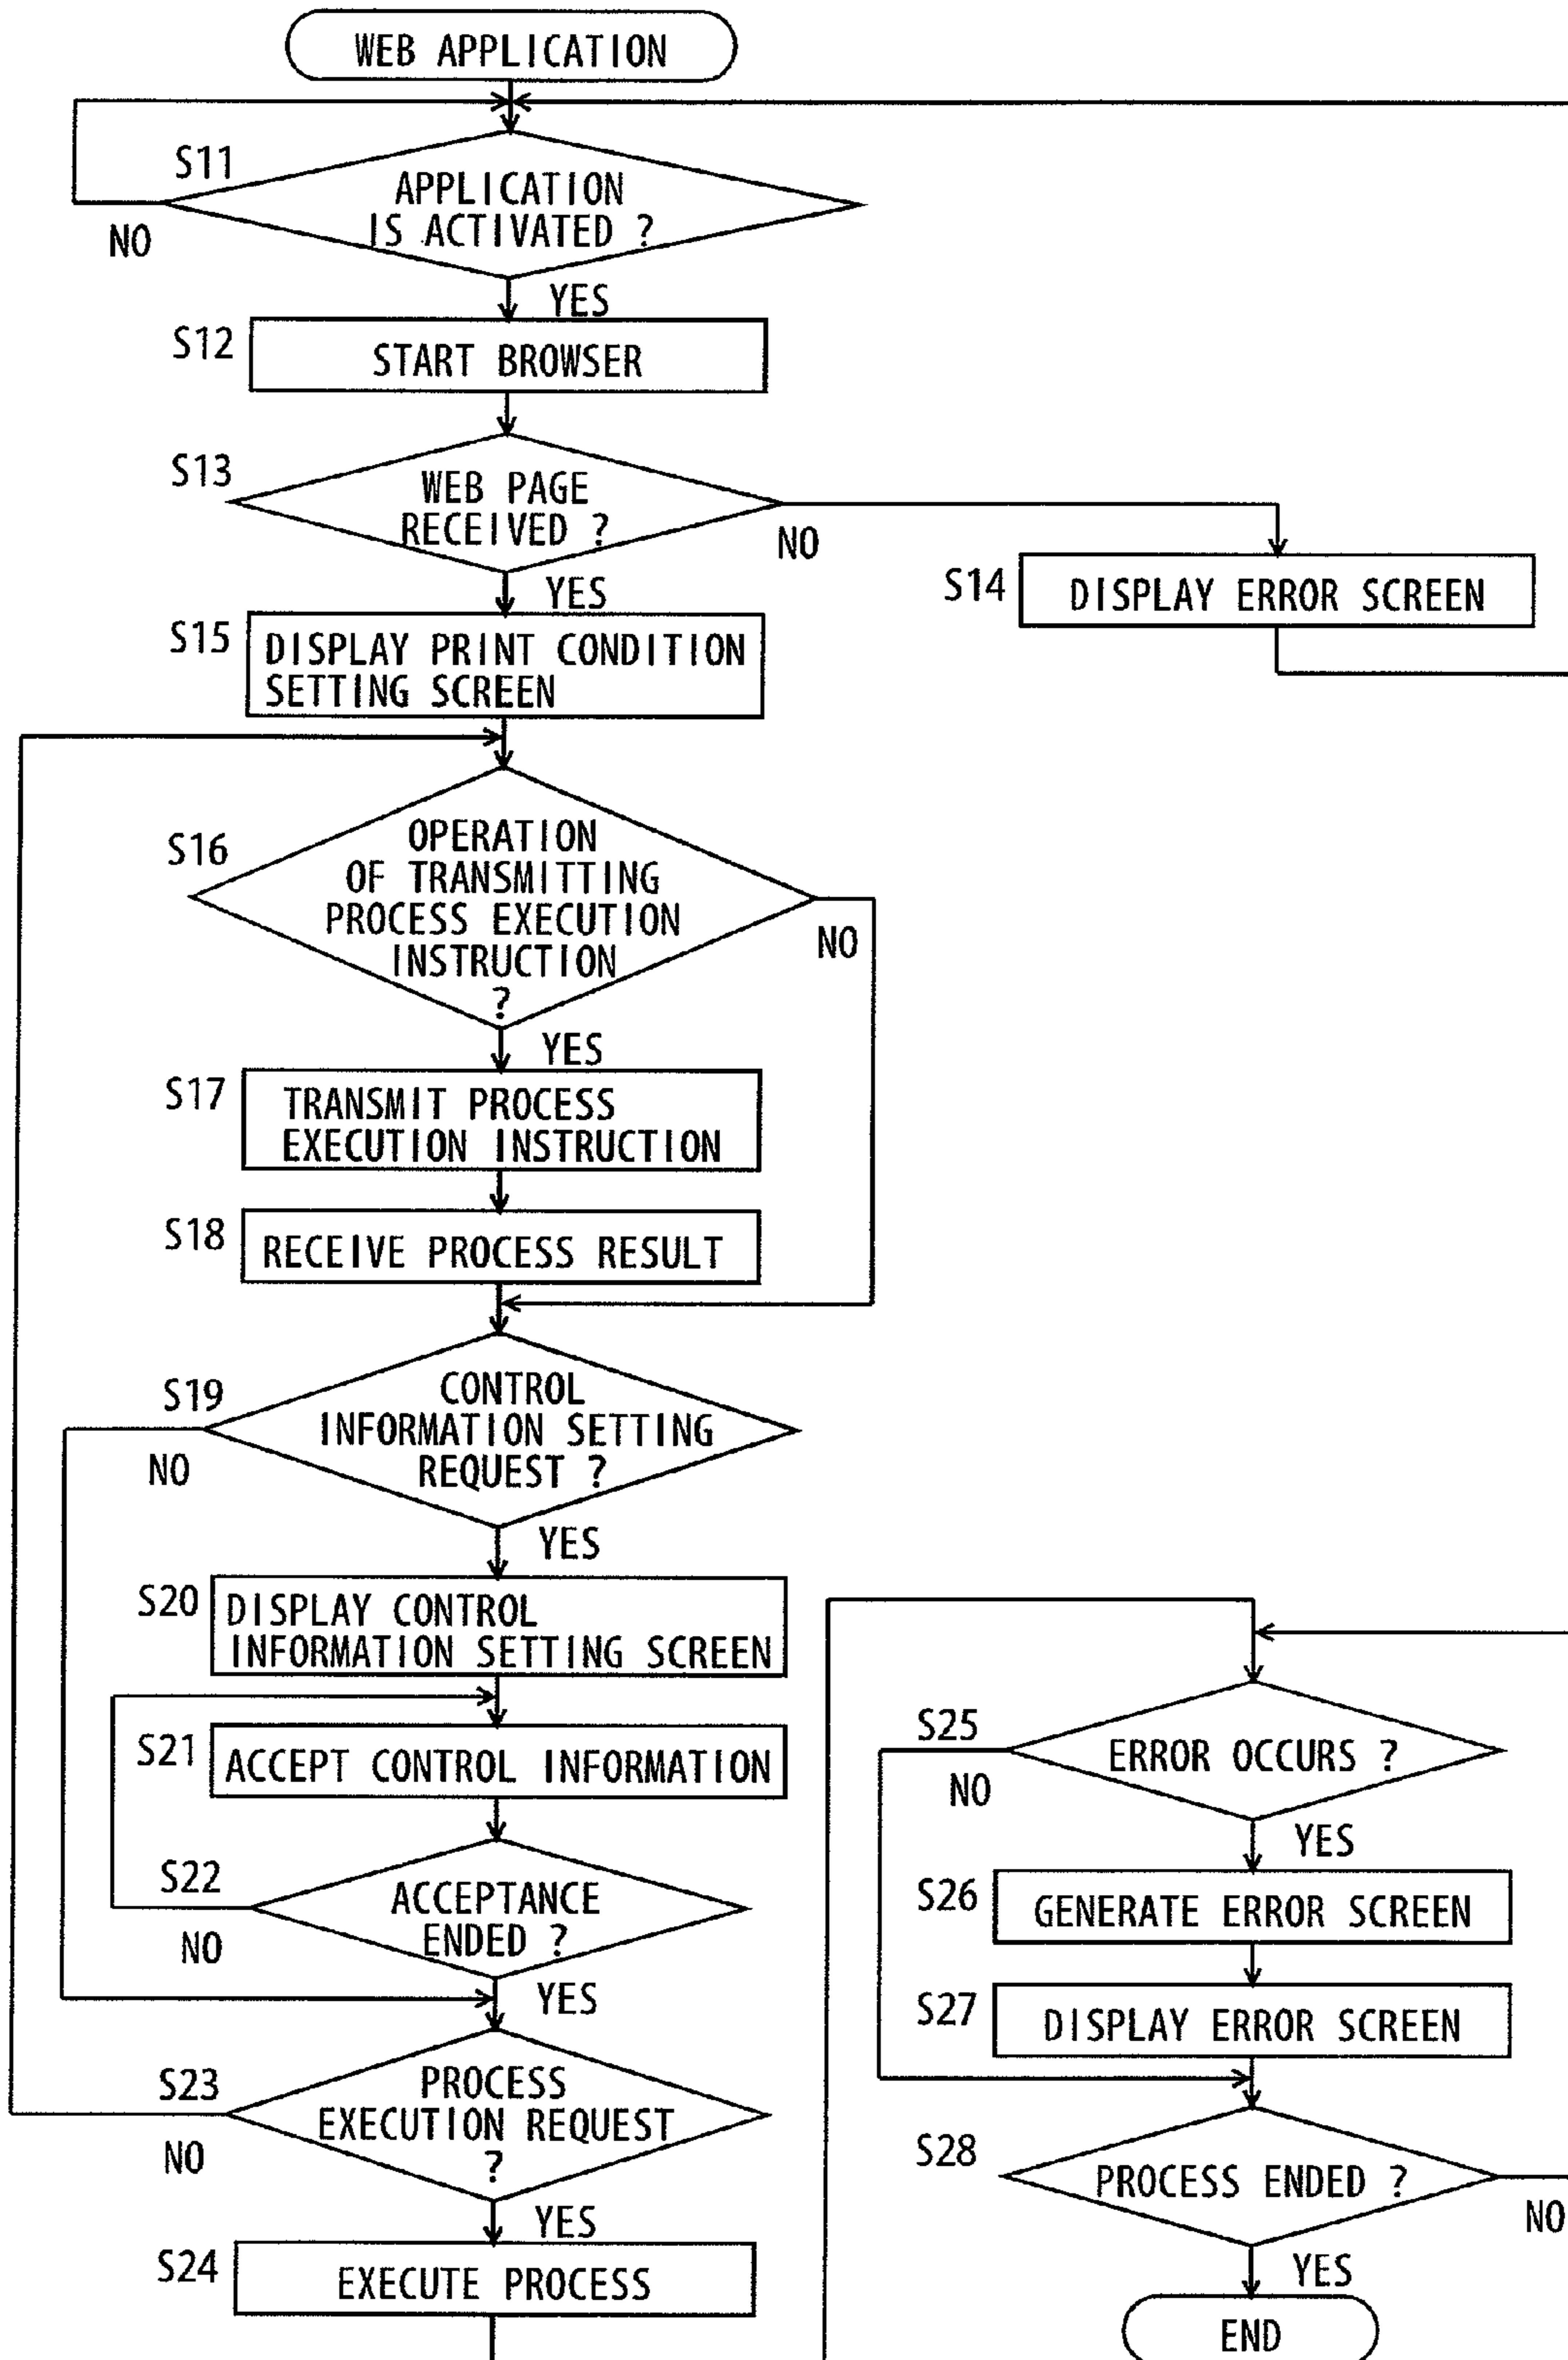 WEB APPLICATION
S11
APPLICATION
IS ACTIVATED ?
NO
YES
S12
START BROWSER
S13
WEB PAGE
RECEIVED ?
NO
YES
S14
DISPLAY ERROR SCREEN
S15
DISPLAY PRINT CONDITION
SETTING SCREEN
S16
OPERATION
OF TRANSMITTING
PROCESS EXECUTION
INSTRUCTION
?
NO
YES
S17
TRANSMIT PROCESS
EXECUTION INSTRUCTION
S18
RECEIVE PROCESS RESULT
S19
CONTROL
INFORMATION SETTING
REQUEST ?
NO
YES
S20
DISPLAY CONTROL
INFORMATION SETTING SCREEN
S21
ACCEPT CONTROL INFORMATION
S22
ACCEPTANCE
ENDED ?
NO
YES
S23
PROCESS
EXECUTION REQUEST
?
NO
YES
S24
EXECUTE PROCESS
S25
ERROR OCCURS ?
NO
YES
S26
GENERATE ERROR SCREEN
S27
DISPLAY ERROR SCREEN
S28
PROCESS ENDED ?
NO
YES
END